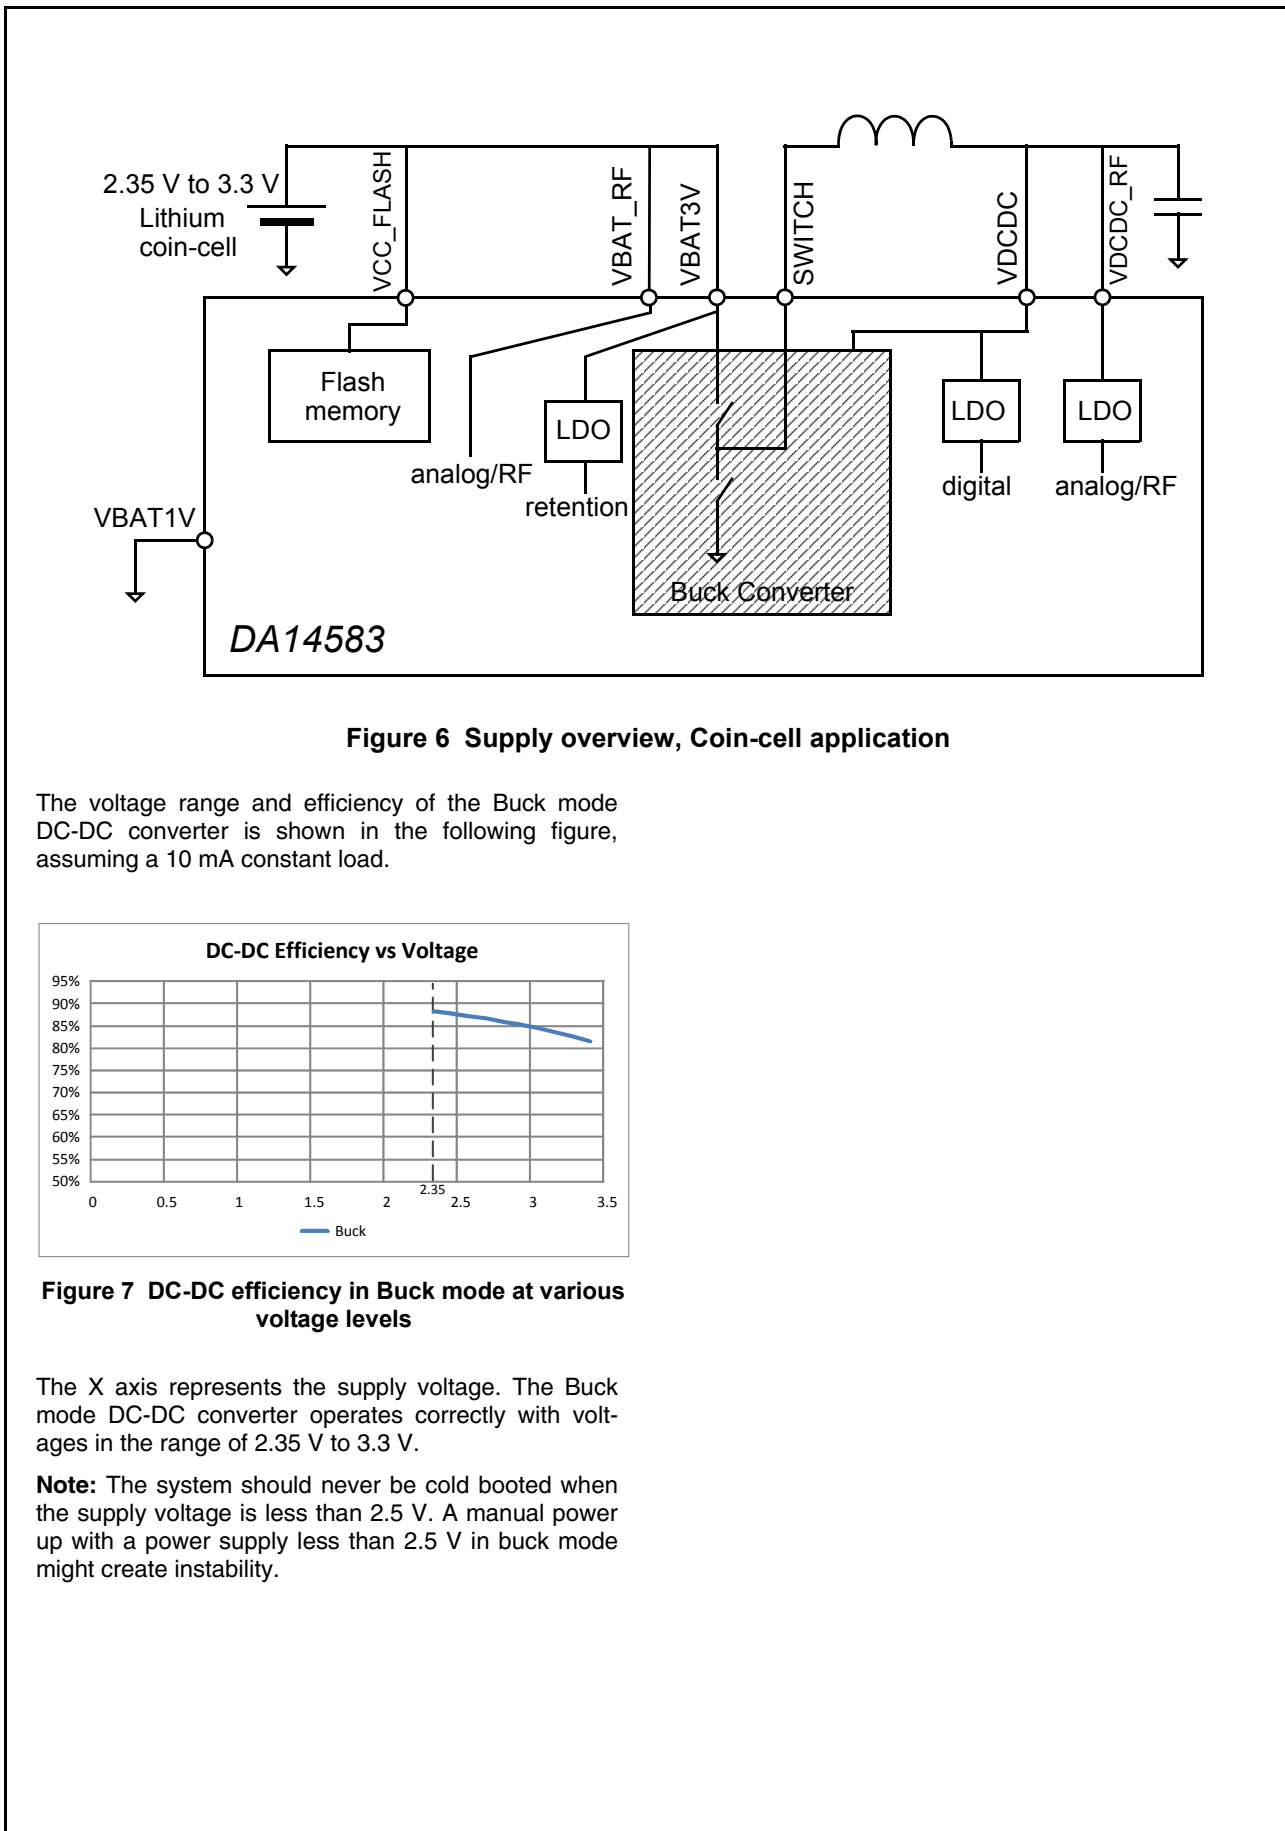 2.35 V to 3.3 V
Lithium
coin-cell
VCC_FLASH
VBAT_RF
VBAT3V
SWITCH
VDCDC
VDCDC_RF
Flash
memory
analog/RF
LDO
retention
Buck Converter
LDO
digital
LDO
analog/RF
VBAT1V
DA14583
Figure 6 Supply overview, Coin-cell application
The voltage range and efficiency of the Buck mode
DC-DC converter is shown in the following figure,
assuming a 10 mA constant load.
DC-DC Efficiency vs Voltage
95%
90%
85%
80%
75%
70%
65%
60%
55%
50%
0 0.5 1 1.5 2 2.35 2.5 3 3.5
Buck
Figure 7 DC-DC efficiency in Buck mode at various
voltage levels
The X axis represents the supply voltage. The Buck
mode DC-DC converter operates correctly with volt-
ages in the range of 2.35 V to 3.3 V.
Note: The system should never be cold booted when
the supply voltage is less than 2.5 V. A manual power
up with a power supply less than 2.5 V in buck mode
might create instability.